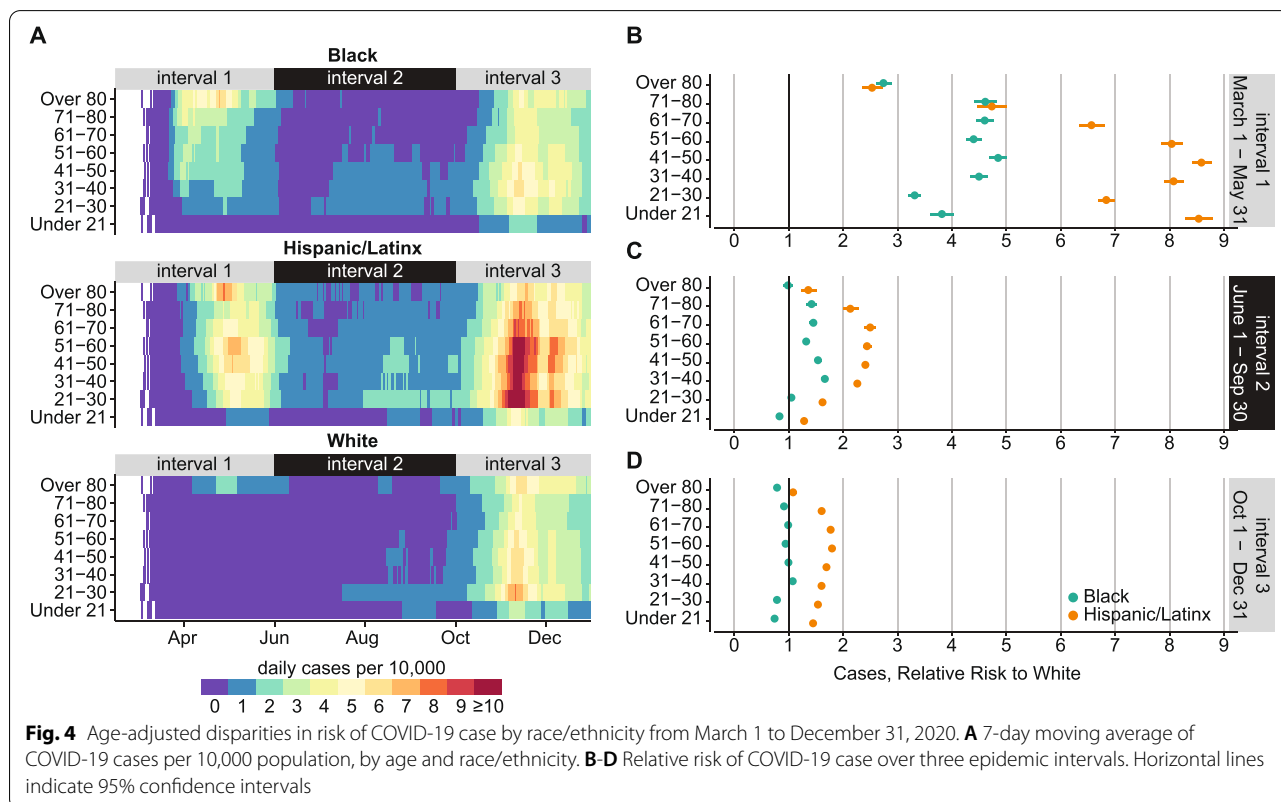 A
Black
interval 1 interval 2 interval 3
Over 80
71−80
61−70
51−60
41−50
31−40
21−30
Under 21
Hispanic/Latinx
interval 1 interval 2 interval 3
Over 80
71−80
61−70
51−60
41−50
31−40
21−30
Under 21
White
interval 1 interval 2 interval 3
Over 80
71−80
61−70
51−60
41−50
31−40
21−30
Under 21
Apr Jun Aug Oct Dec
daily cases per 10,000
0 1 2 3 4 5 6 7 8 9 ≥10
B
Over 80
71−80
61−70
51−60
41−50
31−40
21−30
Under 21
0 1 2 3 4 5 6 7 8 9
interval 1
March 1 − May 31
C
Over 80
71−80
61−70
51−60
41−50
31−40
21−30
Under 21
0 1 2 3 4 5 6 7 8 9
interval 2
June 1 − Sep 30
D
Over 80
71−80
61−70
51−60
41−50
31−40
21−30
Under 21
Black
Hispanic/Latinx
0 1 2 3 4 5 6 7 8 9
interval 3
Oct 1 − Dec 31
Cases, Relative Risk to White
Fig. 4 Age-adjusted disparities in risk of COVID-19 case by race/ethnicity from March 1 to December 31, 2020. A 7-day moving average of
COVID-19 cases per 10,000 population, by age and race/ethnicity. B-D Relative risk of COVID-19 case over three epidemic intervals. Horizontal lines
indicate 95% confidence intervals